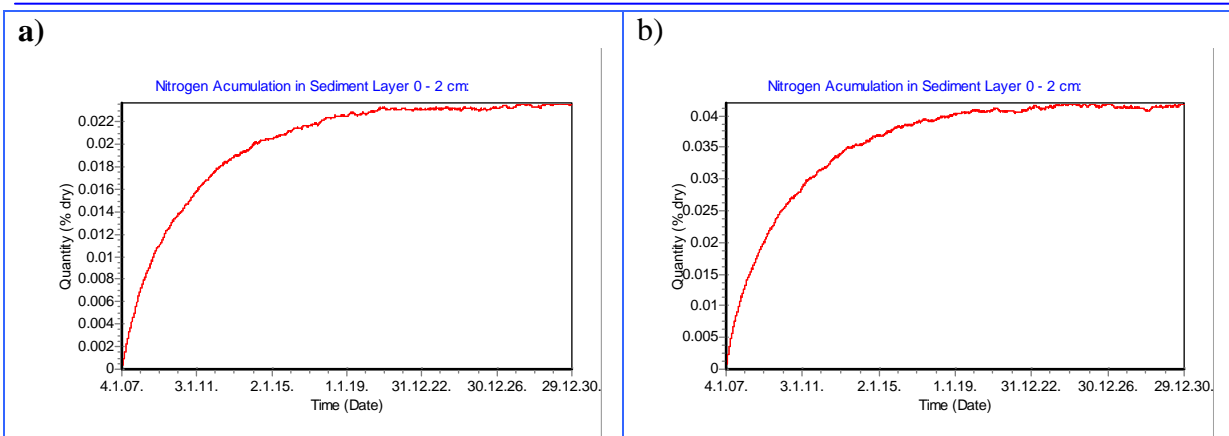 a)
Nitrogen Acumulation in Sediment Layer 0 - 2 cm:
Quantity (% dry)
0.022
0.02
0.018
0.016
0.014
0.012
0.01
0.008
0.006
0.004
0.002
0
4.1.07. 3.1.11. 2.1.15. 1.1.19. 31.12.22. 30.12.26. 29.12.30.
Time (Date)
b)
Nitrogen Acumulation in Sediment Layer 0 - 2 cm:
Quantity (% dry)
0.04
0.035
0.03
0.025
0.02
0.015
0.01
0.005
0
4.1.07. 3.1.11. 2.1.15. 1.1.19. 31.12.22. 30.12.26. 29.12.30.
Time (Date)